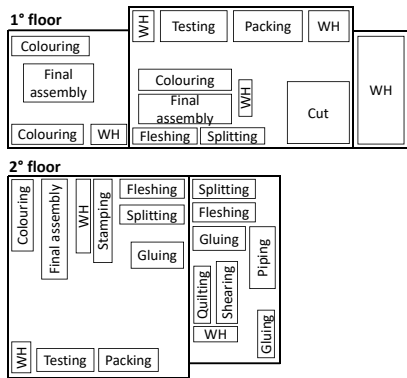 1° floor
WH
Testing
Packing
WH
Colouring
Final
assembly
Colouring
WH
Colouring
Final
assembly
WH
Fleshing
Splitting
Cut
WH
2° floor
Colouring
Final assembly
WH
Stamping
Fleshing
Splitting
Gluing
Splitting
Fleshing
Gluing
Piping
Quilting
Shearing
WH
Gluing
WH
Testing
Packing